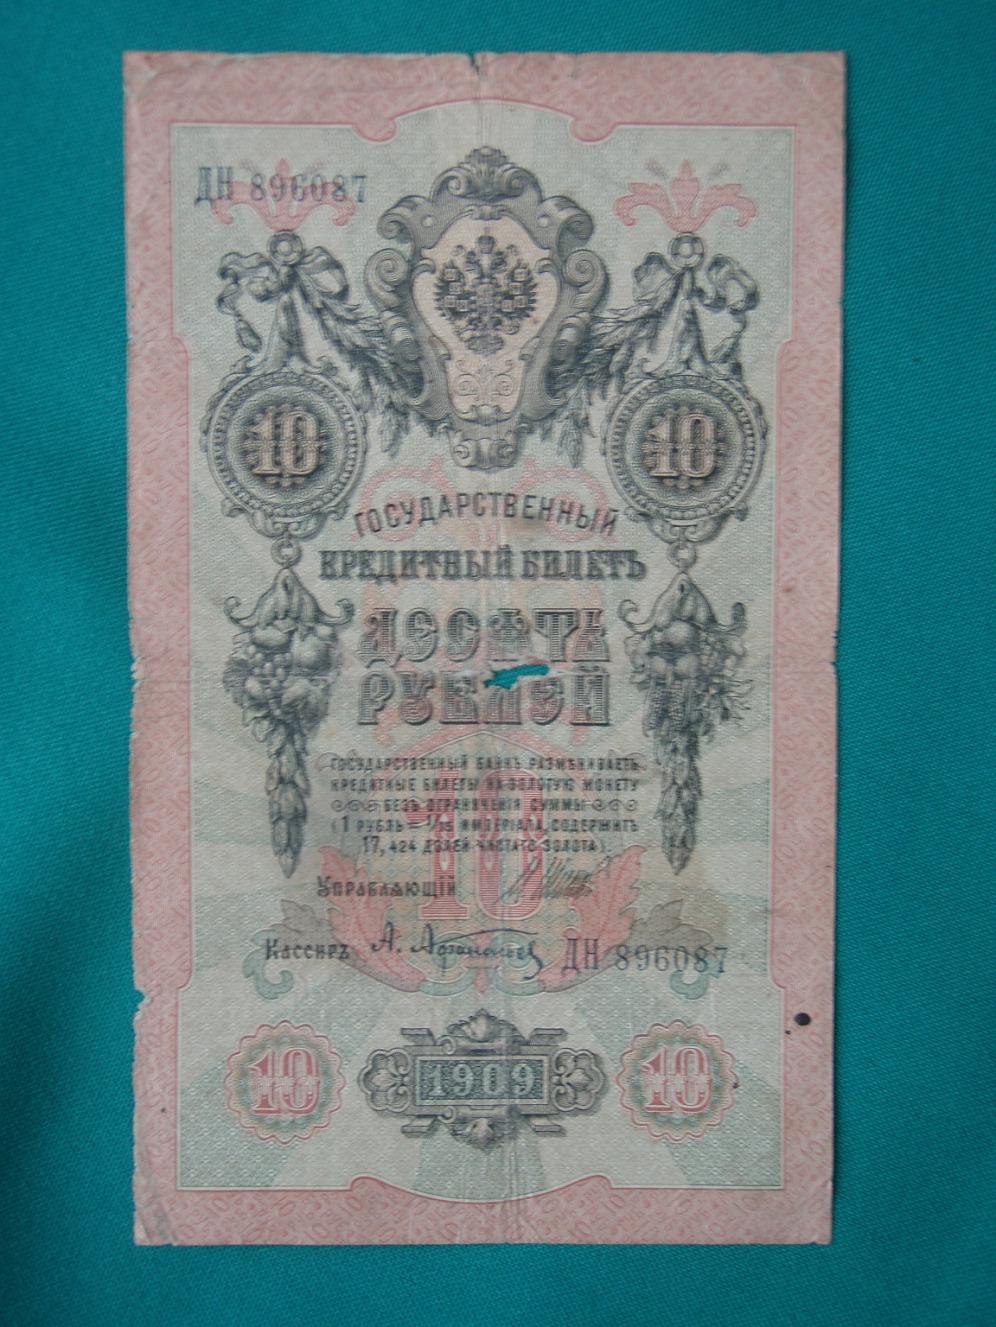 ДН 896087
10 10
ГОСУДАРСТВЕННЫЙ
КРЕДИТНЫЙ БИЛЕТЪ
ДЕСЯТЬ
РУБЛЕЙ
ГОСУДАРСТВЕННЫЙ БАНКЪ РАЗМѢНИВАЕТЪ
КРЕДИТНЫЕ БИЛЕТЫ НА ЗОЛОТУЮ МОНЕТУ
БЕЗЪ ОГРАНИЧЕНІЯ СУММЫ
(1 РУБЛЬ = 1/15 ИМПЕРІАЛА, СОДЕРЖИТЪ
17,424 ДОЛЕЙ ЧИСТАГО ЗОЛОТА).
10
УПРАВЛЯЮЩІЙ
КАССИРЪ А. Афанасьев ДН 896087
10 1909 10